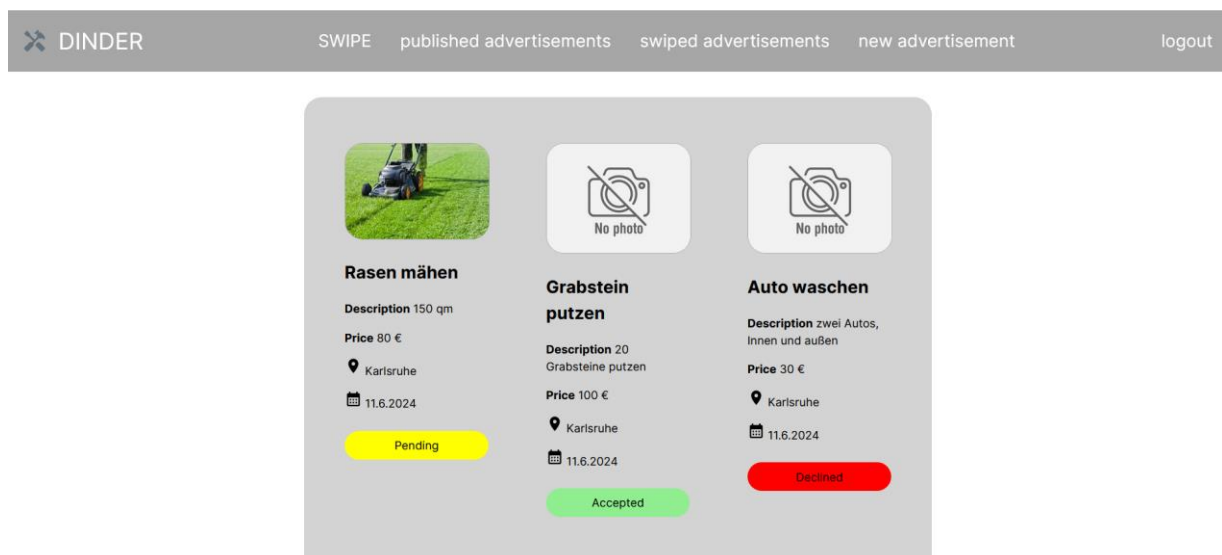 DINDER
SWIPE
published advertisements
swiped advertisements
new advertisement
logout
Rasen mähen
Description 150 qm
Price 80 €
Karlsruhe
11.6.2024
Pending
No photo
Grabstein
putzen
Description 20
Grabsteine putzen
Price 100 €
Karlsruhe
11.6.2024
Accepted
No photo
Auto waschen
Description zwei Autos,
Innen und außen
Price 30 €
Karlsruhe
11.6.2024
Declined